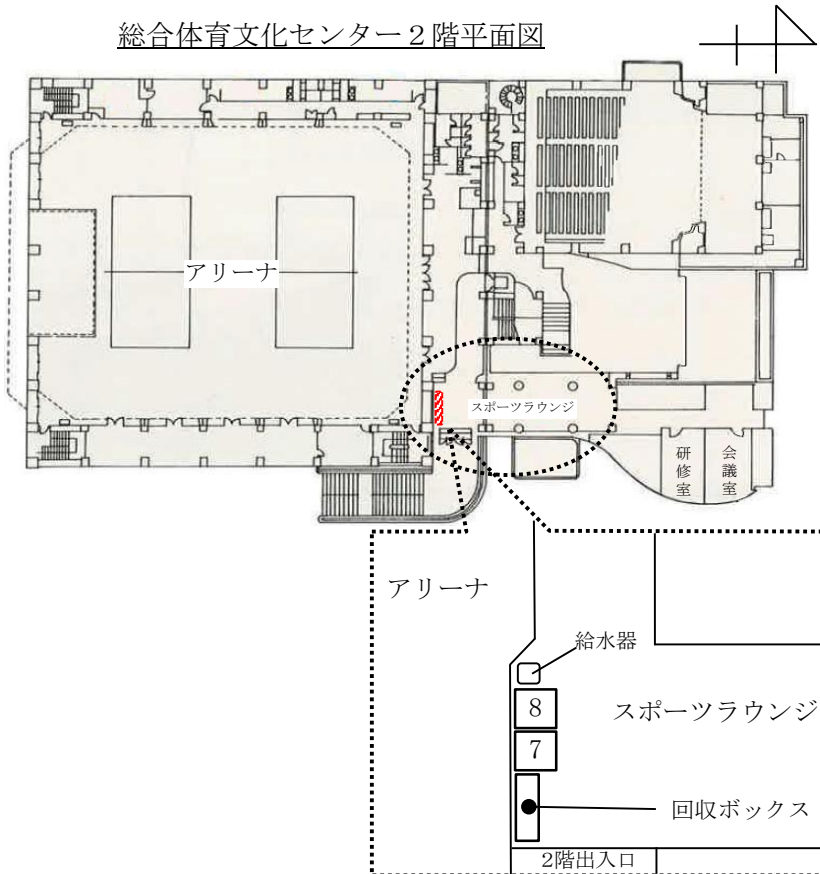 総合体育文化センター２階平面図
アリーナ
スポーツラウンジ
研修室
会議室
アリーナ
給水器
8
スポーツラウンジ
7
回収ボックス
2階出入口